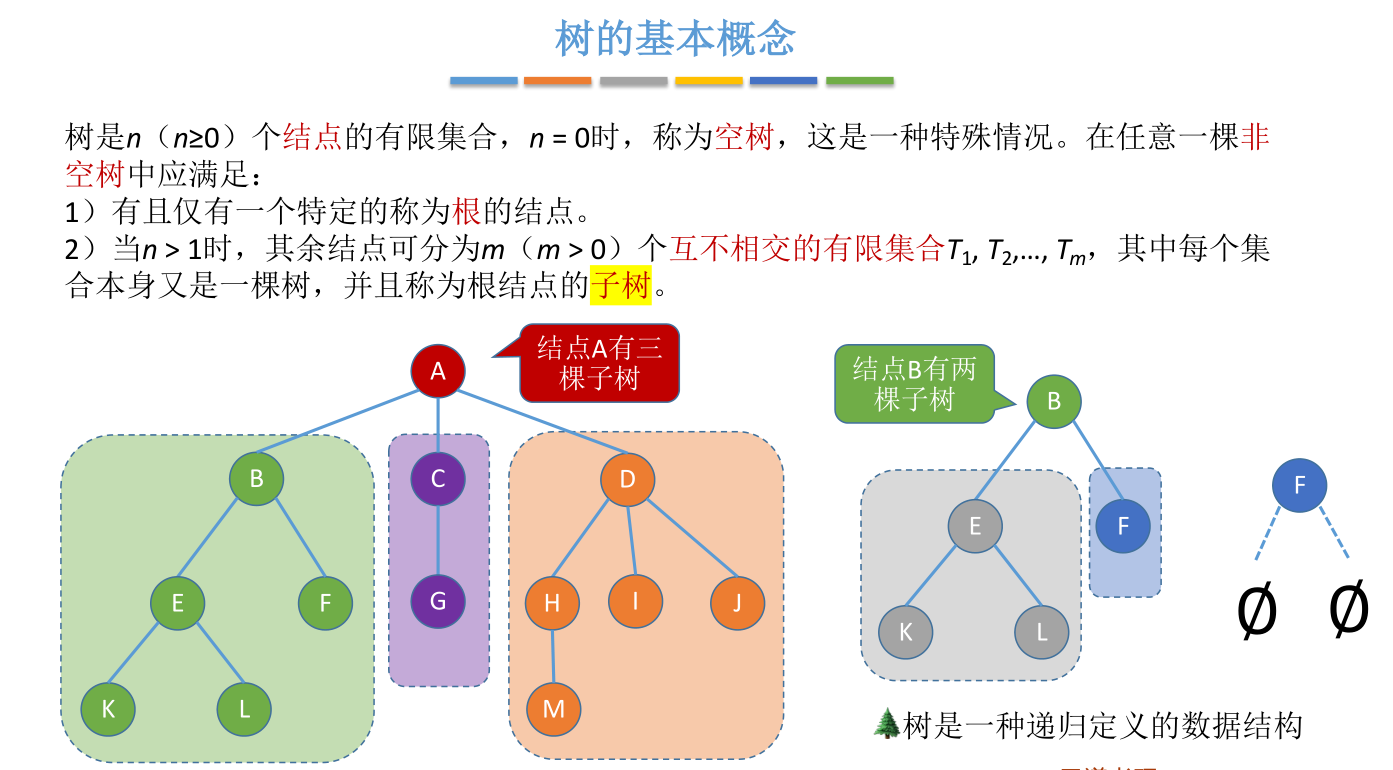 树的基本概念
树是n（n≥0）个结点的有限集合，n = 0时，称为空树，这是一种特殊情况。在任意一棵非
空树中应满足：
1）有且仅有一个特定的称为根的结点。
2）当n > 1时，其余结点可分为m（m > 0）个互不相交的有限集合T1, T2,…, Tm，其中每个集
合本身又是一棵树，并且称为根结点的子树。
A
结点A有三
棵子树
B
C
D
E
F
G
H
I
J
K
L
M
结点B有两
棵子树
B
E
F
K
L
F
∅ ∅
树是一种递归定义的数据结构